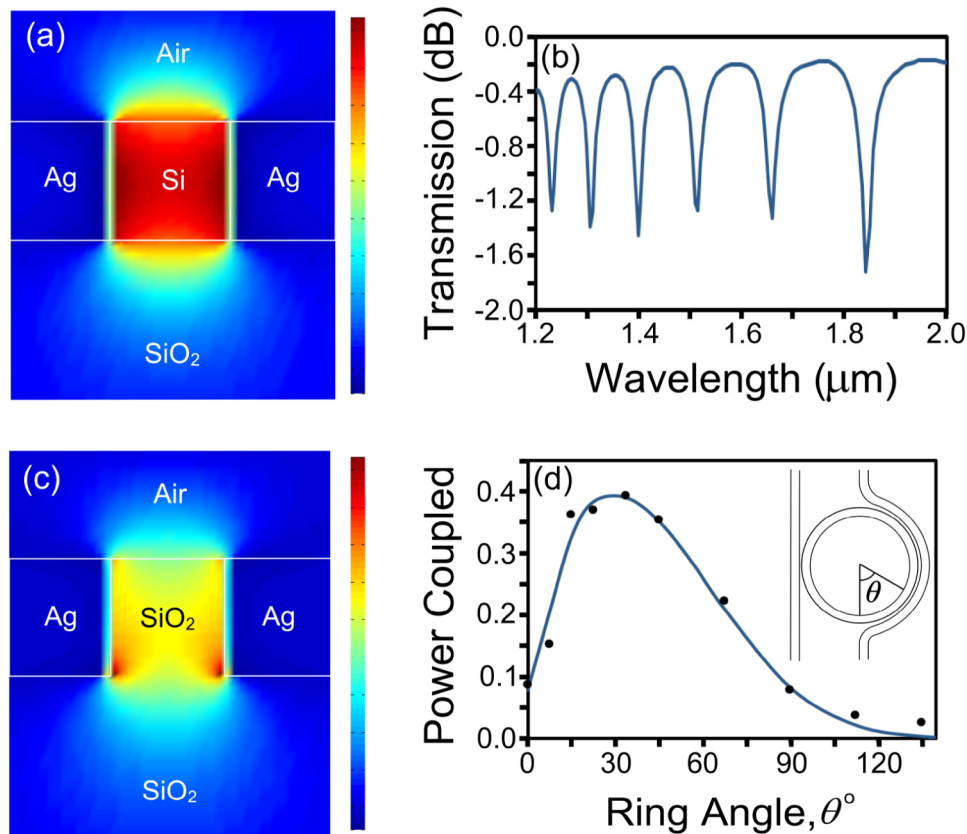 (a)
Air
Ag
Si
Ag
SiO2
(b)
Transmission (dB)
0.0
-0.4
-0.8
-1.2
-1.6
-2.0
1.2
1.4
1.6
1.8
2.0
Wavelength (μm)
(c)
Air
Ag
SiO2
Ag
SiO2
(d)
Power Coupled
0.4
0.3
0.2
0.1
0.0
θ
0
30
60
90
120
Ring Angle,θ°